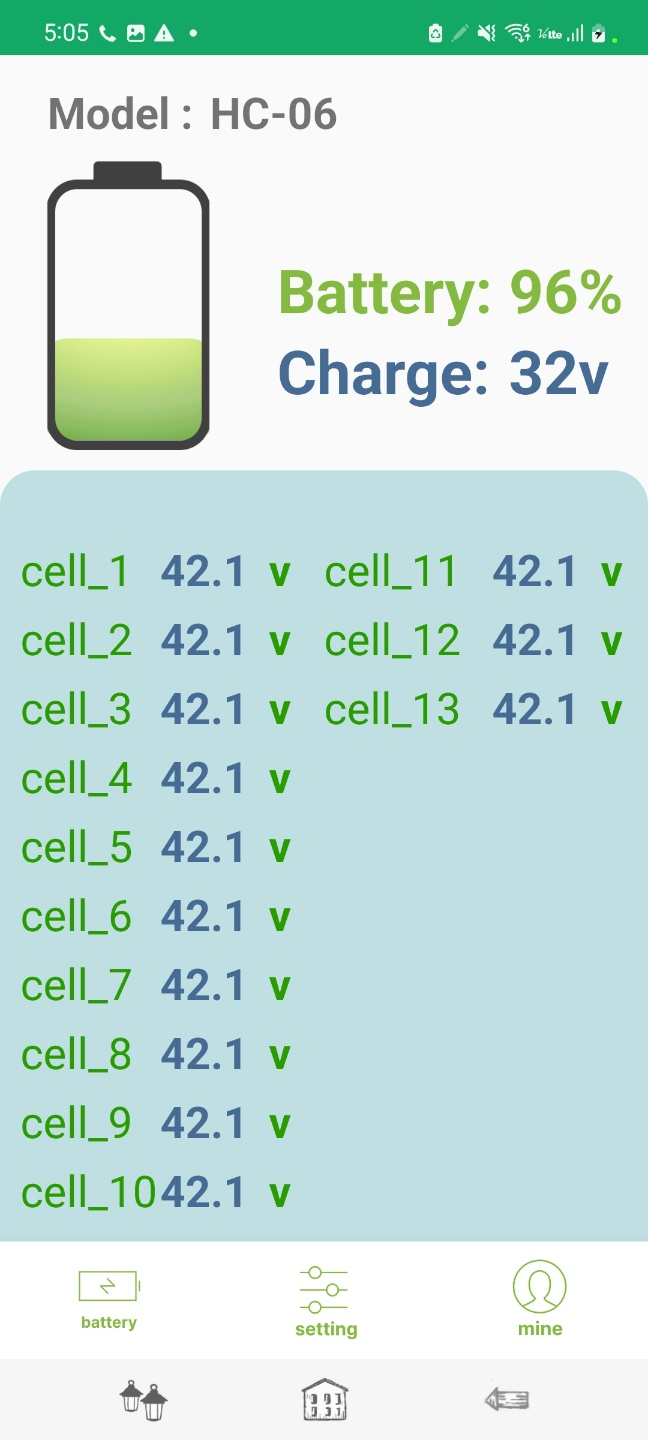 5:05
Model : HC-06
Battery: 96%
Charge: 32v
cell_1 42.1 v cell_11 42.1 v
cell_2 42.1 v cell_12 42.1 v
cell_3 42.1 v cell_13 42.1 v
cell_4 42.1 v
cell_5 42.1 v
cell_6 42.1 v
cell_7 42.1 v
cell_8 42.1 v
cell_9 42.1 v
cell_10 42.1 v
battery setting mine